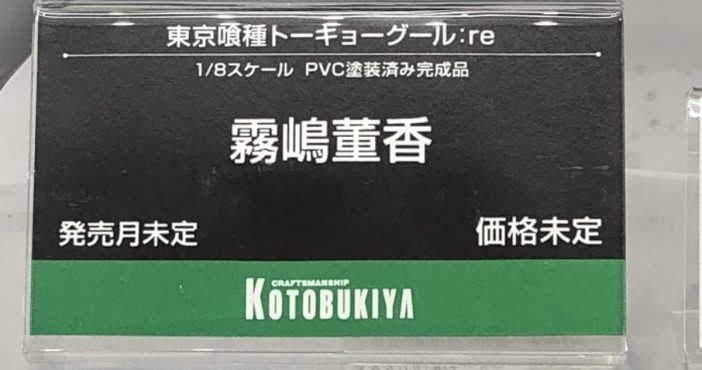 東京喰種トーキョーグール:re
1/8スケール PVC塗装済み完成品
霧嶋董香
発売月未定
価格未定
CRAFTSMANSHIP
KOTOBUKIYA